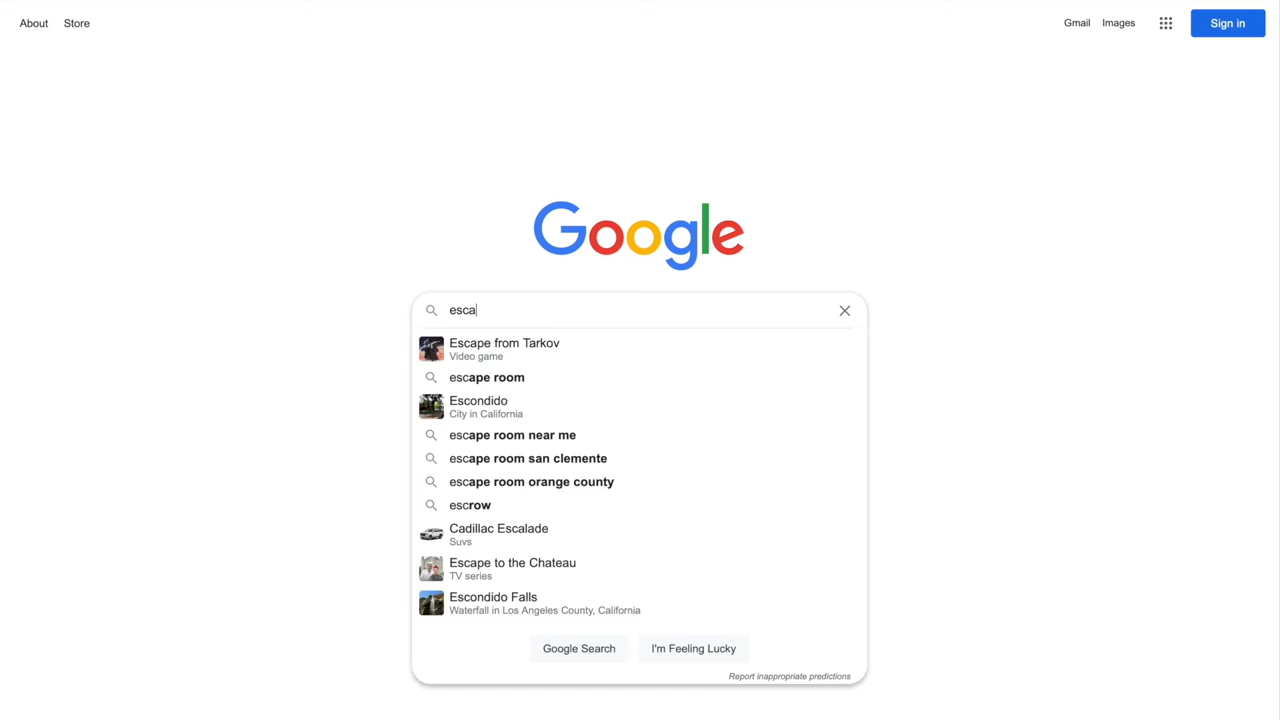 About Store Gmail Images Sign in
Google
esca
Escape from Tarkov
Video game
escape room
Escondido
City in California
escape room near me
escape room san clemente
escape room orange county
escrow
Cadillac Escalade
Suvs
Escape to the Chateau
TV series
Escondido Falls
Waterfall in Los Angeles County, California
Google Search I'm Feeling Lucky
Report inappropriate predictions